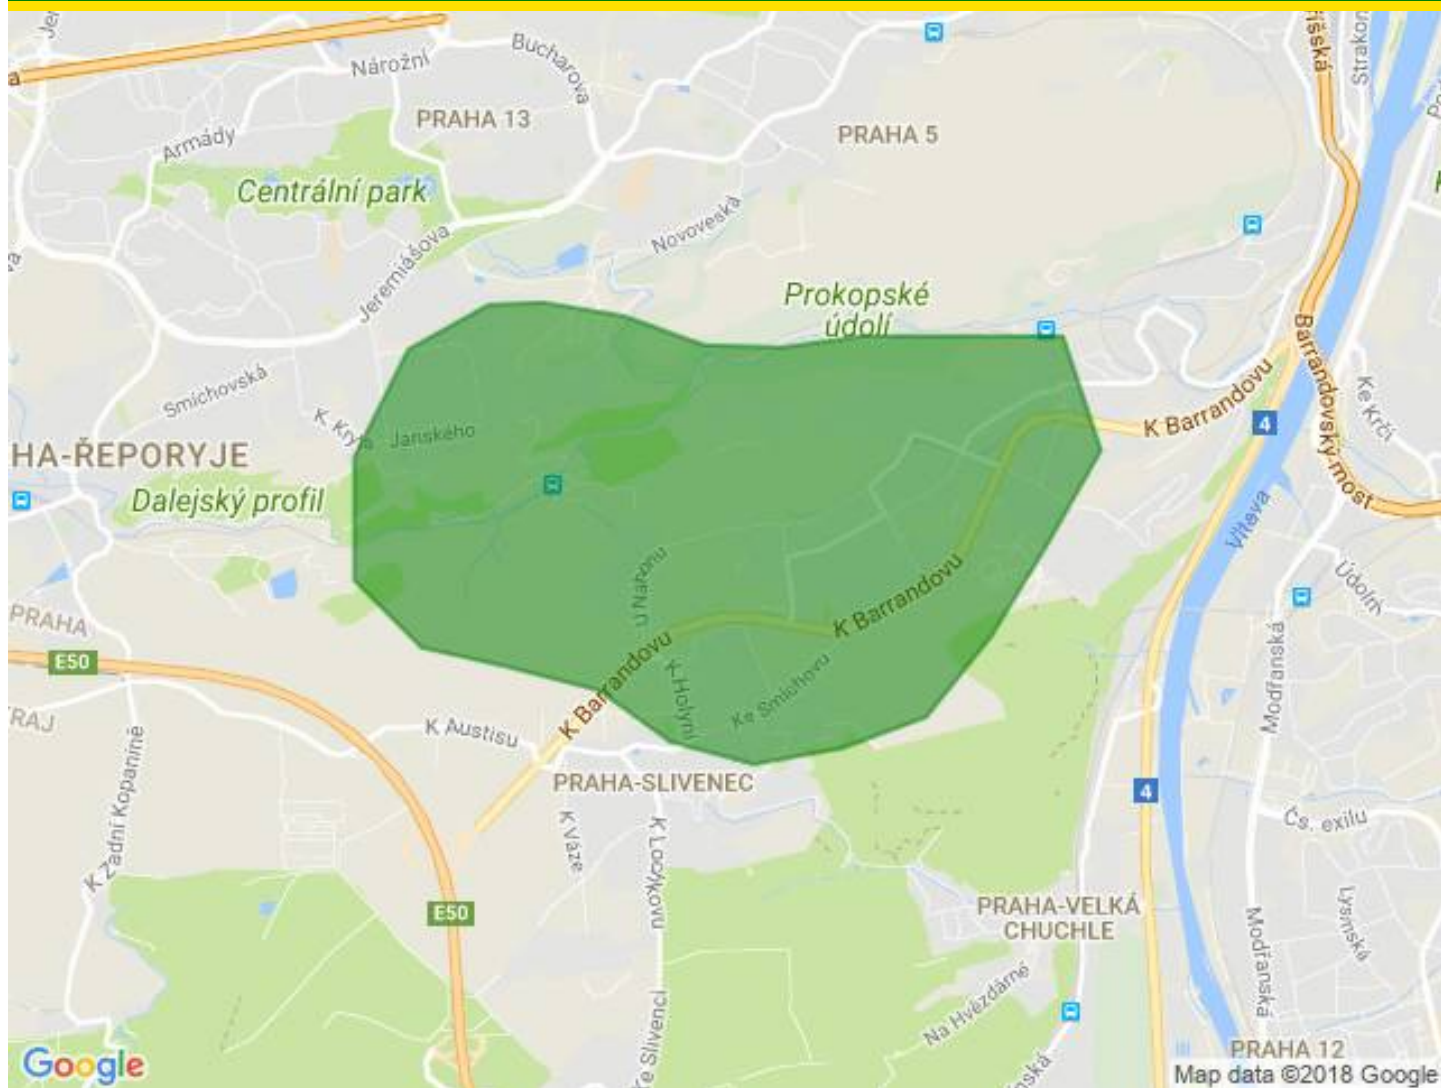 Nárožní
Bucharova
Strakon
PRAHA 13
PRAHA 5
Armády
Centrální park
Novoveská
Jeremiášova
Prokopské
údolí
Smíchovská
K Barrandovu
Barrandovský most
Ke Krči
4
Janského
HA-ŘEPORYJE
Dalejský profil
Vltava
U Náhonu
K Barrandovu
Údolní
PRAHA
E50
K Barrandovu
K Holyni
Ke Smíchovu
Modřanská
RAJ
K Austisu
PRAHA-SLIVENEC
4
K Zadní Kopanině
K Váze
K Lochkovu
Čs. exilu
E50
PRAHA-VELKÁ
CHUCHLE
Lysinská
Modřanská
Na Hvězdárně
Ke Slivenci
PRAHA 12
Google
Map data ©2018 Google